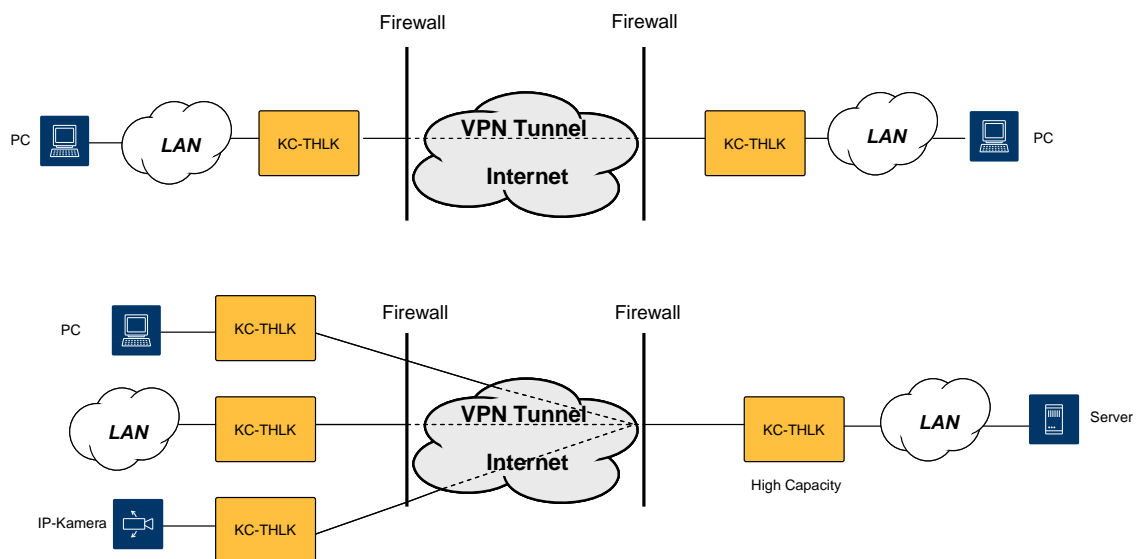 Firewall
Firewall
PC
LAN
KC-THLK
VPN Tunnel
Internet
KC-THLK
LAN
PC
Firewall
Firewall
PC
KC-THLK
LAN
KC-THLK
VPN Tunnel
Internet
KC-THLK
High Capacity
LAN
Server
IP-Kamera
KC-THLK